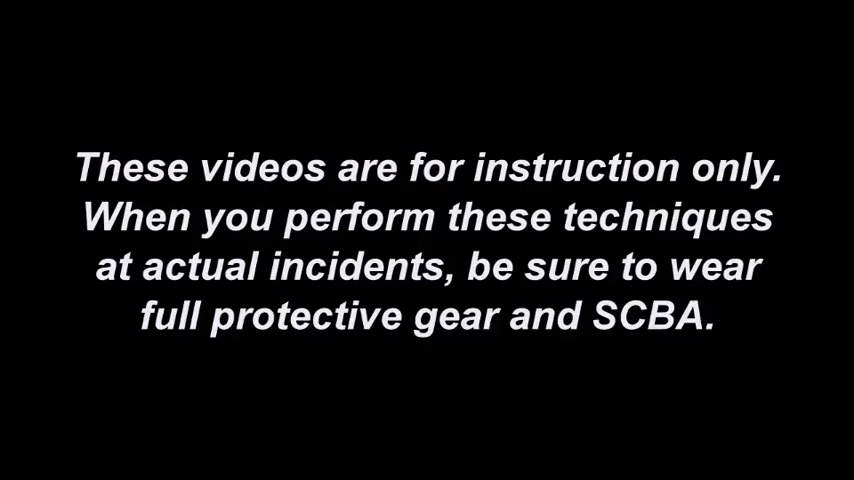 These videos are for instruction only.
When you perform these techniques
at actual incidents, be sure to wear
full protective gear and SCBA.